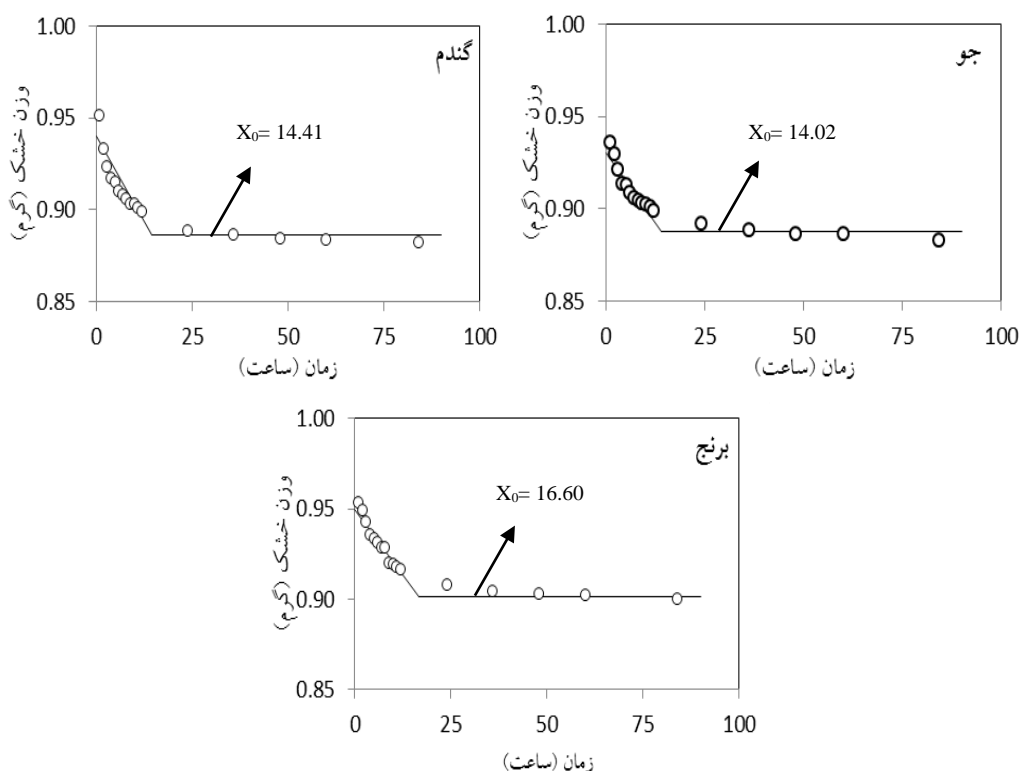 گندم
وزن خشک (گرم)
1.00
0.95
0.90
0.85
X₀= 14.41
0 25 50 75 100
زمان (ساعت)
جو
وزن خشک (گرم)
1.00
0.95
0.90
0.85
X₀= 14.02
0 25 50 75 100
زمان (ساعت)
برنج
وزن خشک (گرم)
1.00
0.95
0.90
0.85
X₀= 16.60
0 25 50 75 100
زمان (ساعت)